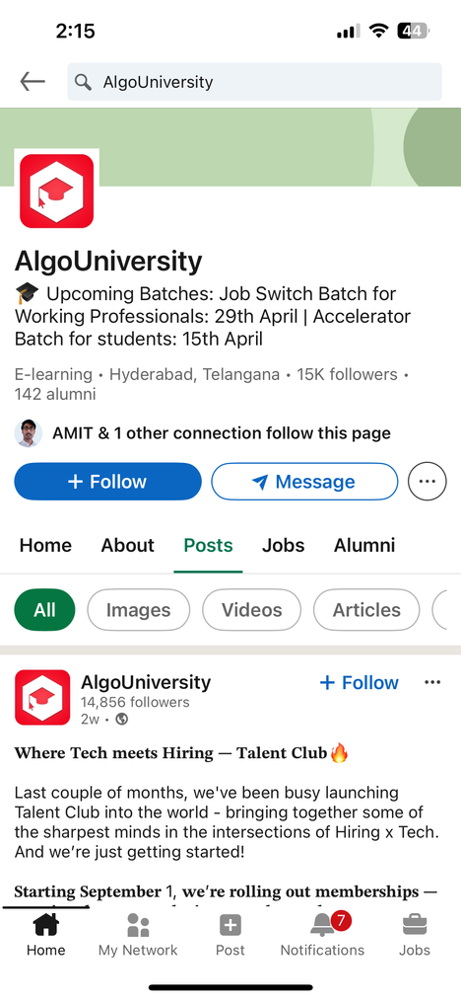 2:15
44
AlgoUniversity
AlgoUniversity
🎓 Upcoming Batches: Job Switch Batch for
Working Professionals: 29th April | Accelerator
Batch for students: 15th April
E-learning • Hyderabad, Telangana • 15K followers •
142 alumni
AMIT & 1 other connection follow this page
+ Follow
Message
Home About Posts Jobs Alumni
All Images Videos Articles
AlgoUniversity
+ Follow
14,856 followers
2w •
Where Tech meets Hiring — Talent Club🔥
Last couple of months, we've been busy launching
Talent Club into the world - bringing together some of
the sharpest minds in the intersections of Hiring x Tech.
And we're just getting started!
Starting September 1, we're rolling out memberships —
7
Home My Network Post Notifications Jobs